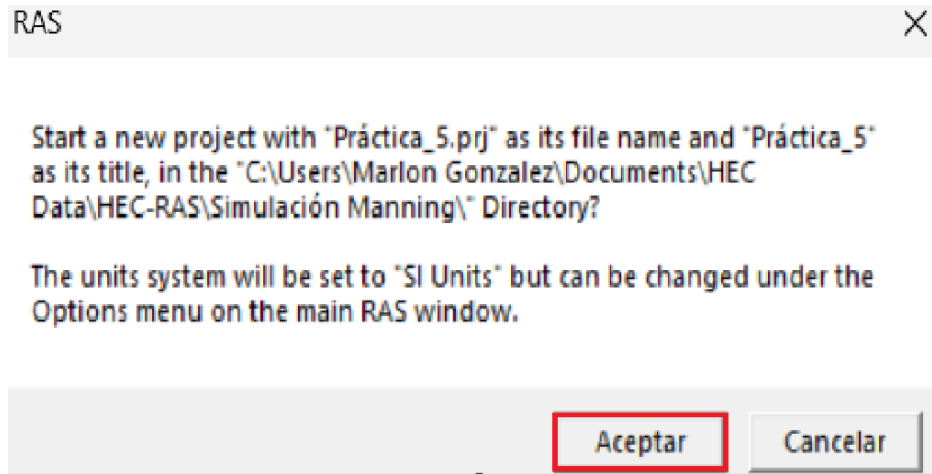 RAS
Start a new project with "Práctica_5.prj" as its file name and "Práctica_5"
as its title, in the "C:\Users\Marlon Gonzalez\Documents\HEC
Data\HEC-RAS\Simulación Manning\" Directory?
The units system will be set to "SI Units" but can be changed under the
Options menu on the main RAS window.
Aceptar Cancelar